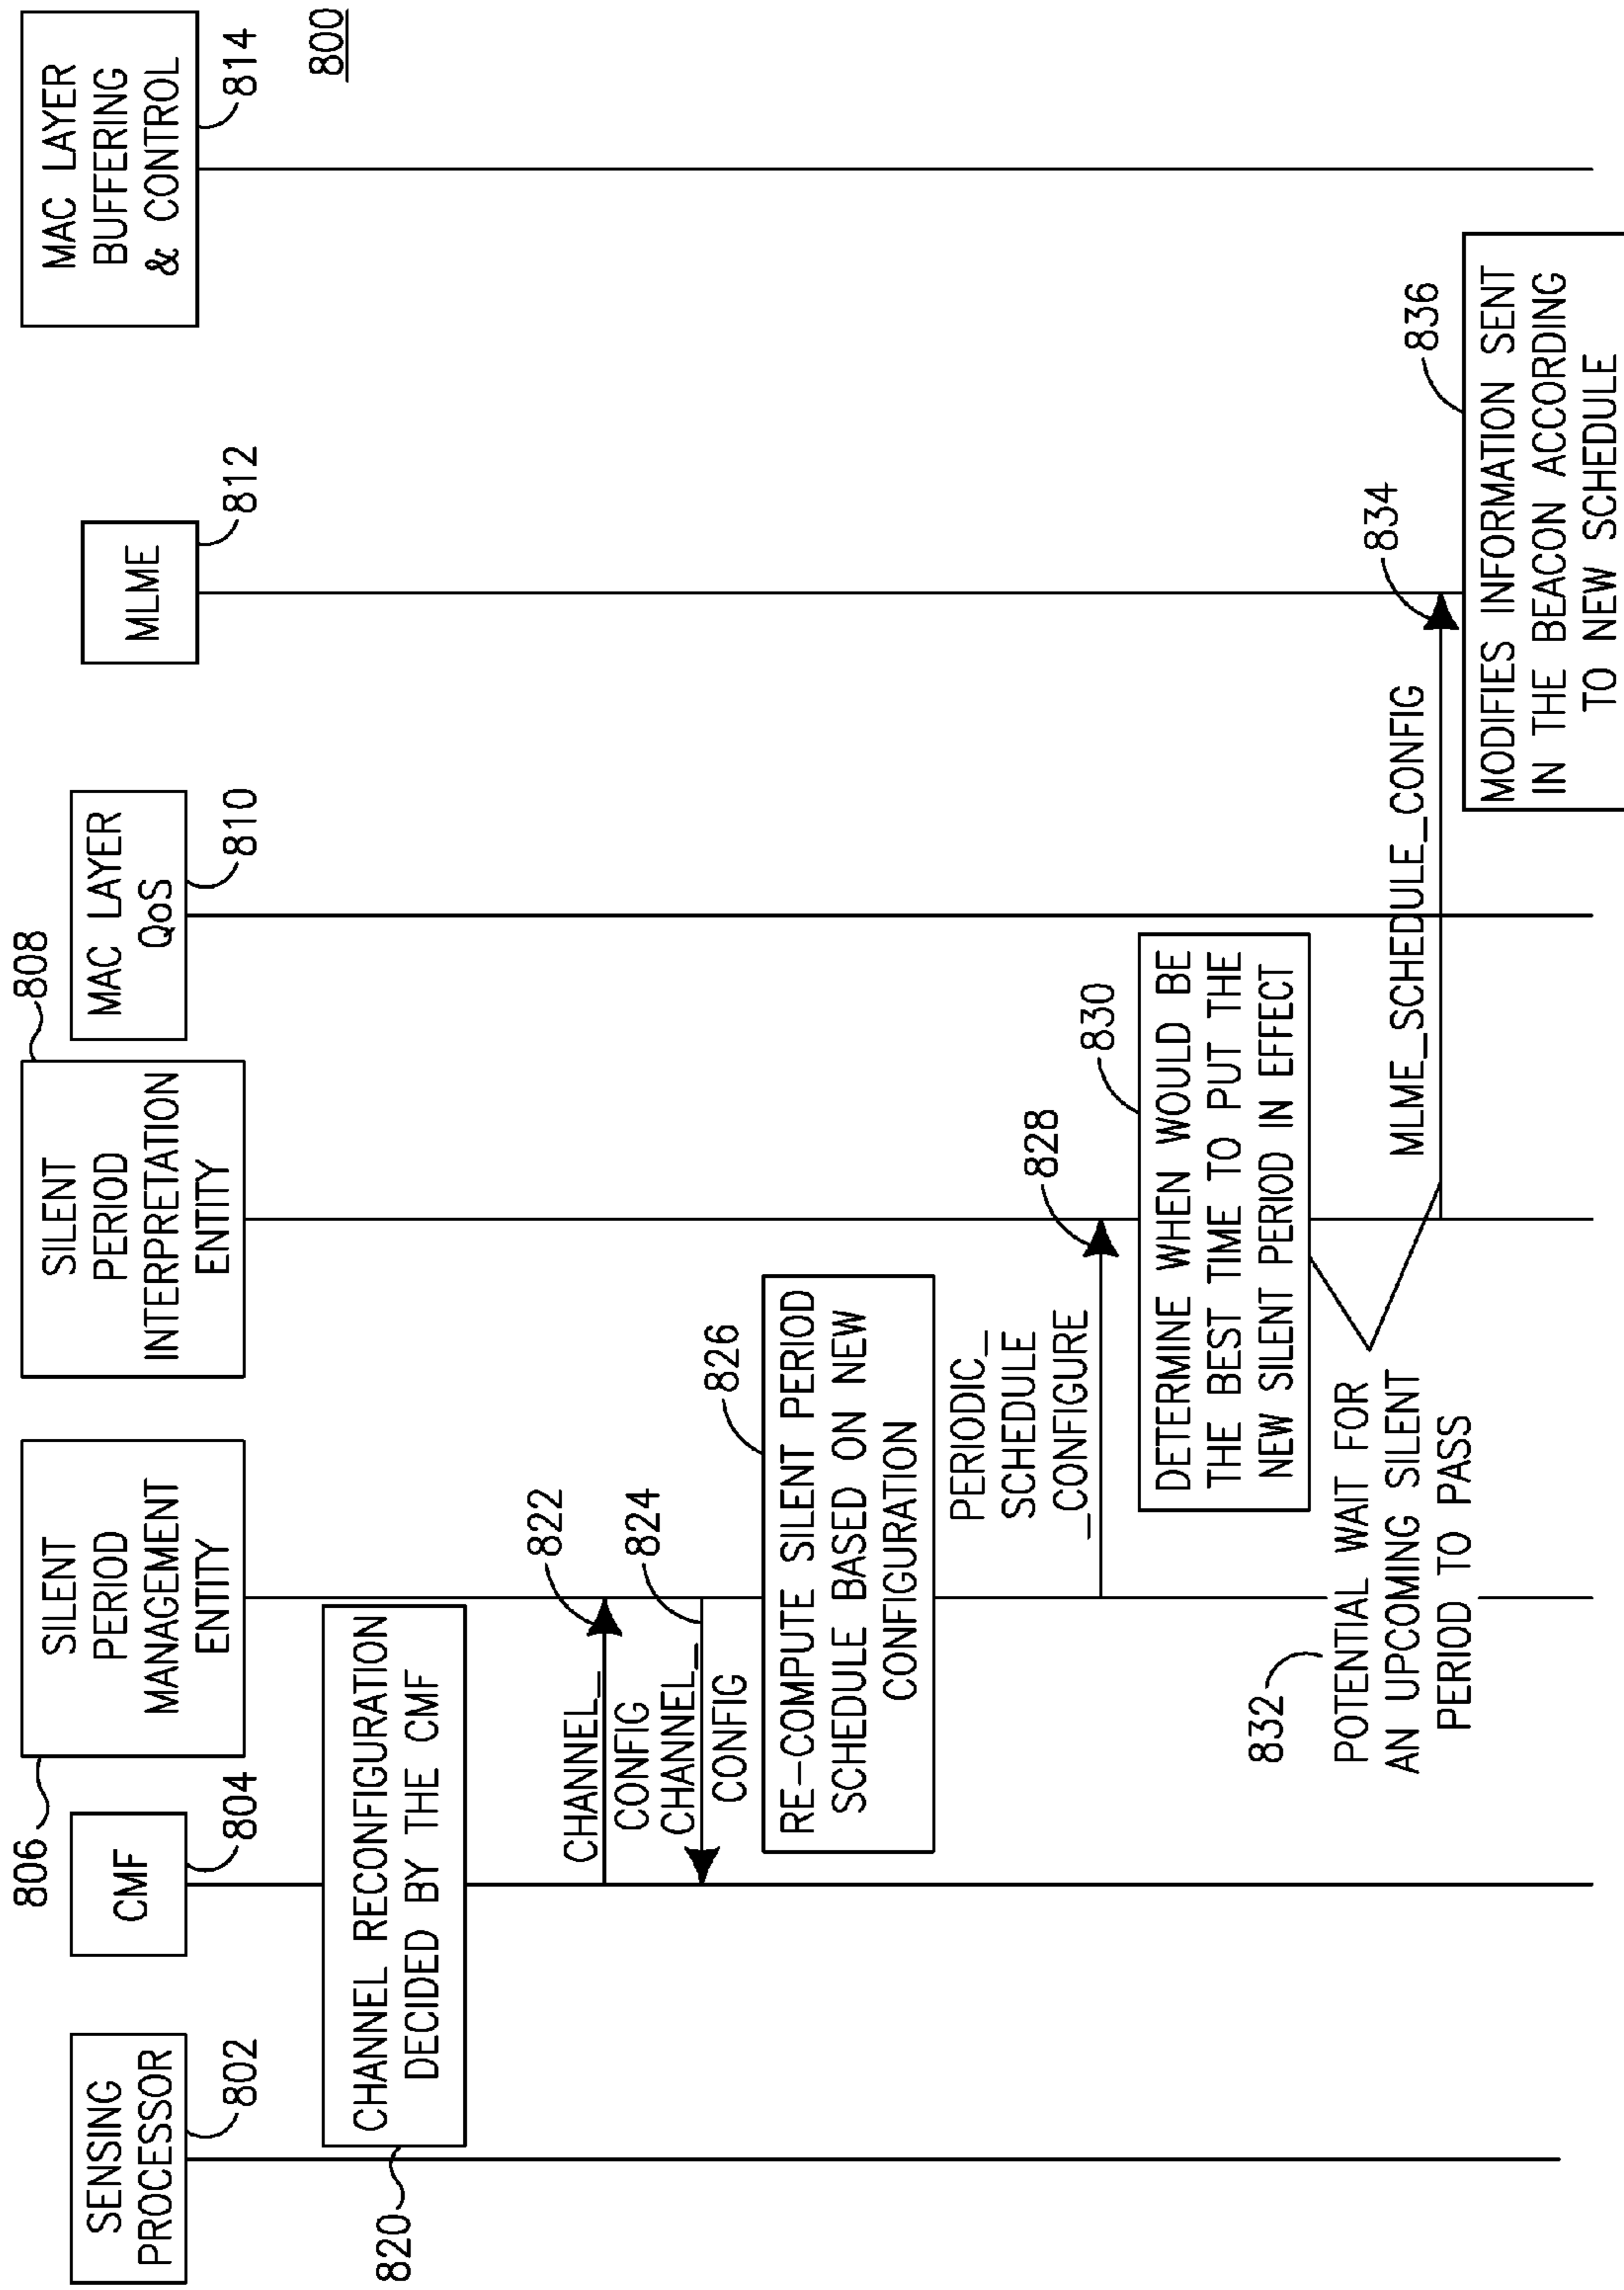 SENSING
PROCESSOR
802
CMF
804
SILENT
PERIOD
MANAGEMENT
ENTITY
806
SILENT
PERIOD
INTERPRETATION
ENTITY
808
MAC LAYER
QoS
810
MLME
812
MAC LAYER
BUFFERING
& CONTROL
814
800
CHANNEL RECONFIGURATION
DECIDED BY THE CMF
820
CHANNEL_
CONFIG
822
CHANNEL_
CONFIG
824
RE-COMPUTE SILENT PERIOD
SCHEDULE BASED ON NEW
CONFIGURATION
826
PERIODIC_
SCHEDULE
_CONFIGURE
828
DETERMINE WHEN WOULD BE
THE BEST TIME TO PUT THE
NEW SILENT PERIOD IN EFFECT
830
832
POTENTIAL WAIT FOR
AN UPCOMING SILENT
PERIOD TO PASS
MLME_SCHEDULE_CONFIG
834
MODIFIES INFORMATION SENT
IN THE BEACON ACCORDING
TO NEW SCHEDULE
836